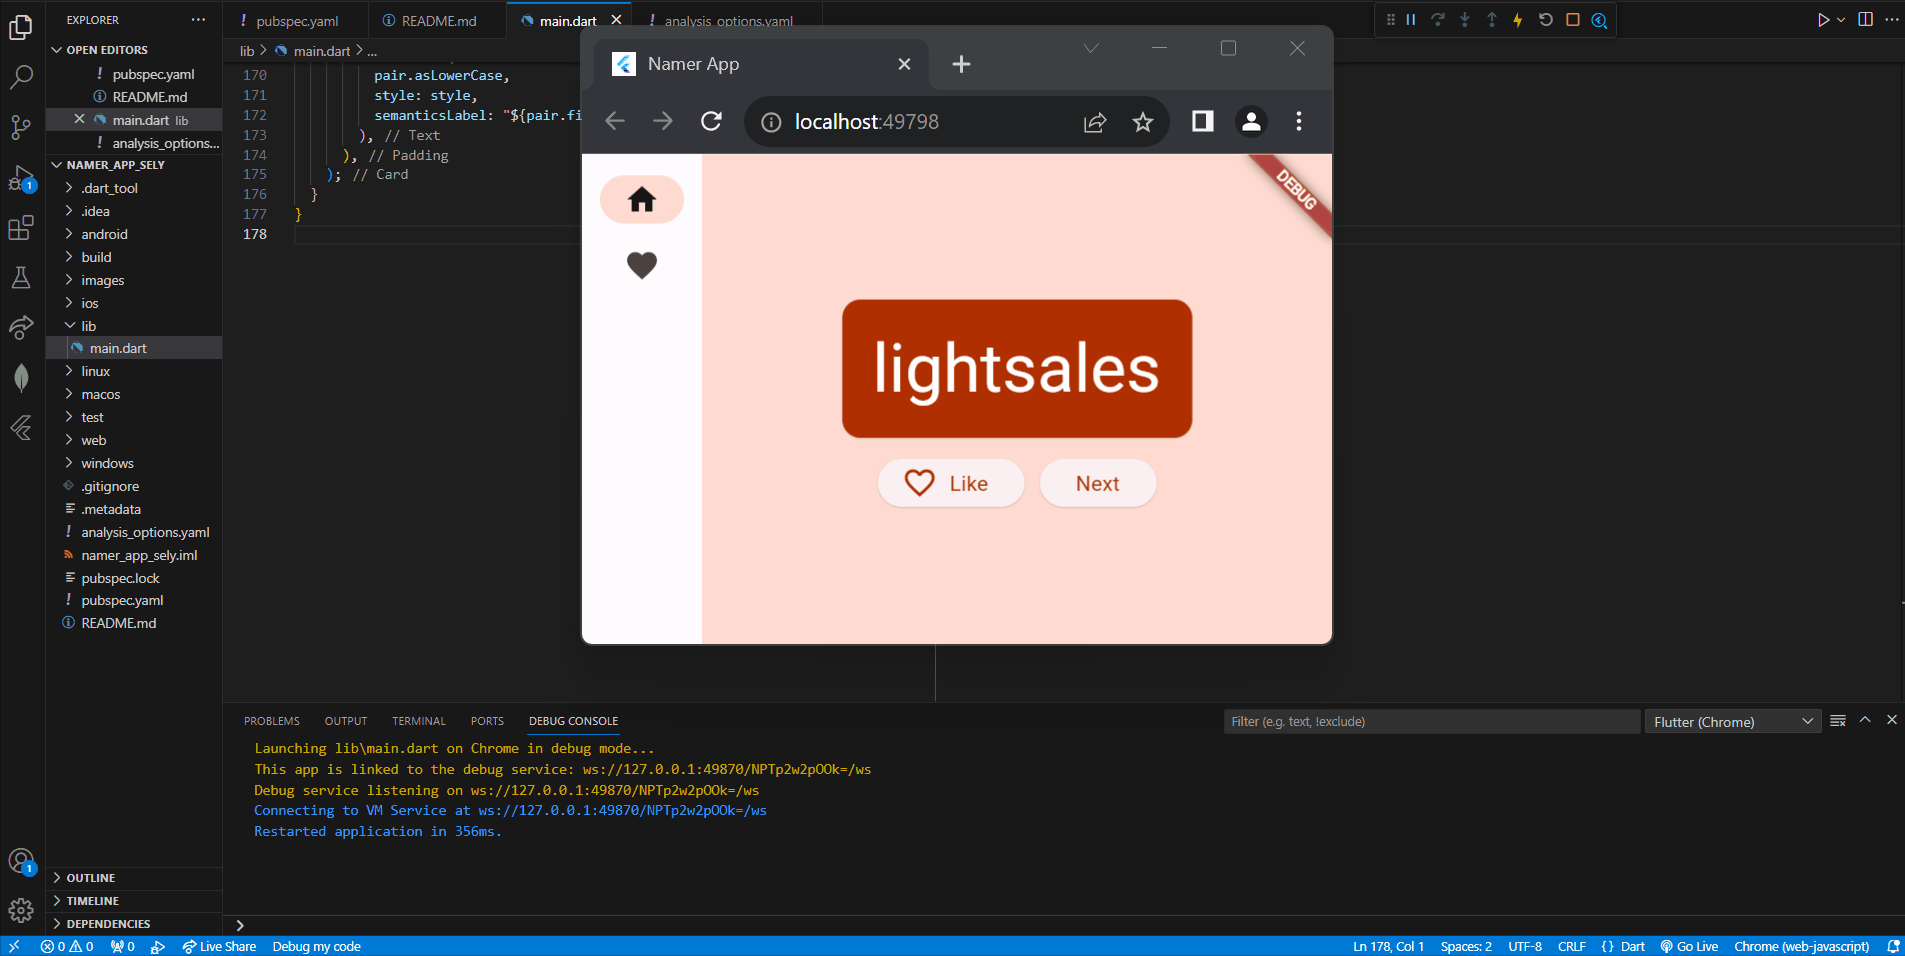 EXPLORER
OPEN EDITORS
! pubspec.yaml
README.md
main.dart lib
! analysis_options...
NAMER_APP_SELY
.dart_tool
.idea
android
build
images
ios
lib
main.dart
linux
macos
test
web
windows
.gitignore
.metadata
! analysis_options.yaml
namer_app_sely.iml
pubspec.lock
! pubspec.yaml
README.md
OUTLINE
TIMELINE
DEPENDENCIES
! pubspec.yaml
README.md
main.dart
! analysis_options.yaml
lib > main.dart > ...
170 pair.asLowerCase,
171 style: style,
172 semanticsLabel: "${pair.fi
173 ), // Text
174 ), // Padding
175 ); // Card
176 }
177 }
178
Namer App
localhost:49798
DEBUG
lightsales
Like
Next
PROBLEMS OUTPUT TERMINAL PORTS DEBUG CONSOLE
Filter (e.g. text, !exclude)
Flutter (Chrome)
Launching lib\main.dart on Chrome in debug mode...
This app is linked to the debug service: ws://127.0.0.1:49870/NPTp2w2pOOk=/ws
Debug service listening on ws://127.0.0.1:49870/NPTp2w2pOOk=/ws
Connecting to VM Service at ws://127.0.0.1:49870/NPTp2w2pOOk=/ws
Restarted application in 356ms.
1
1
0 0 0 Live Share Debug my code
Ln 178, Col 1 Spaces: 2 UTF-8 CRLF {} Dart Go Live Chrome (web-javascript)